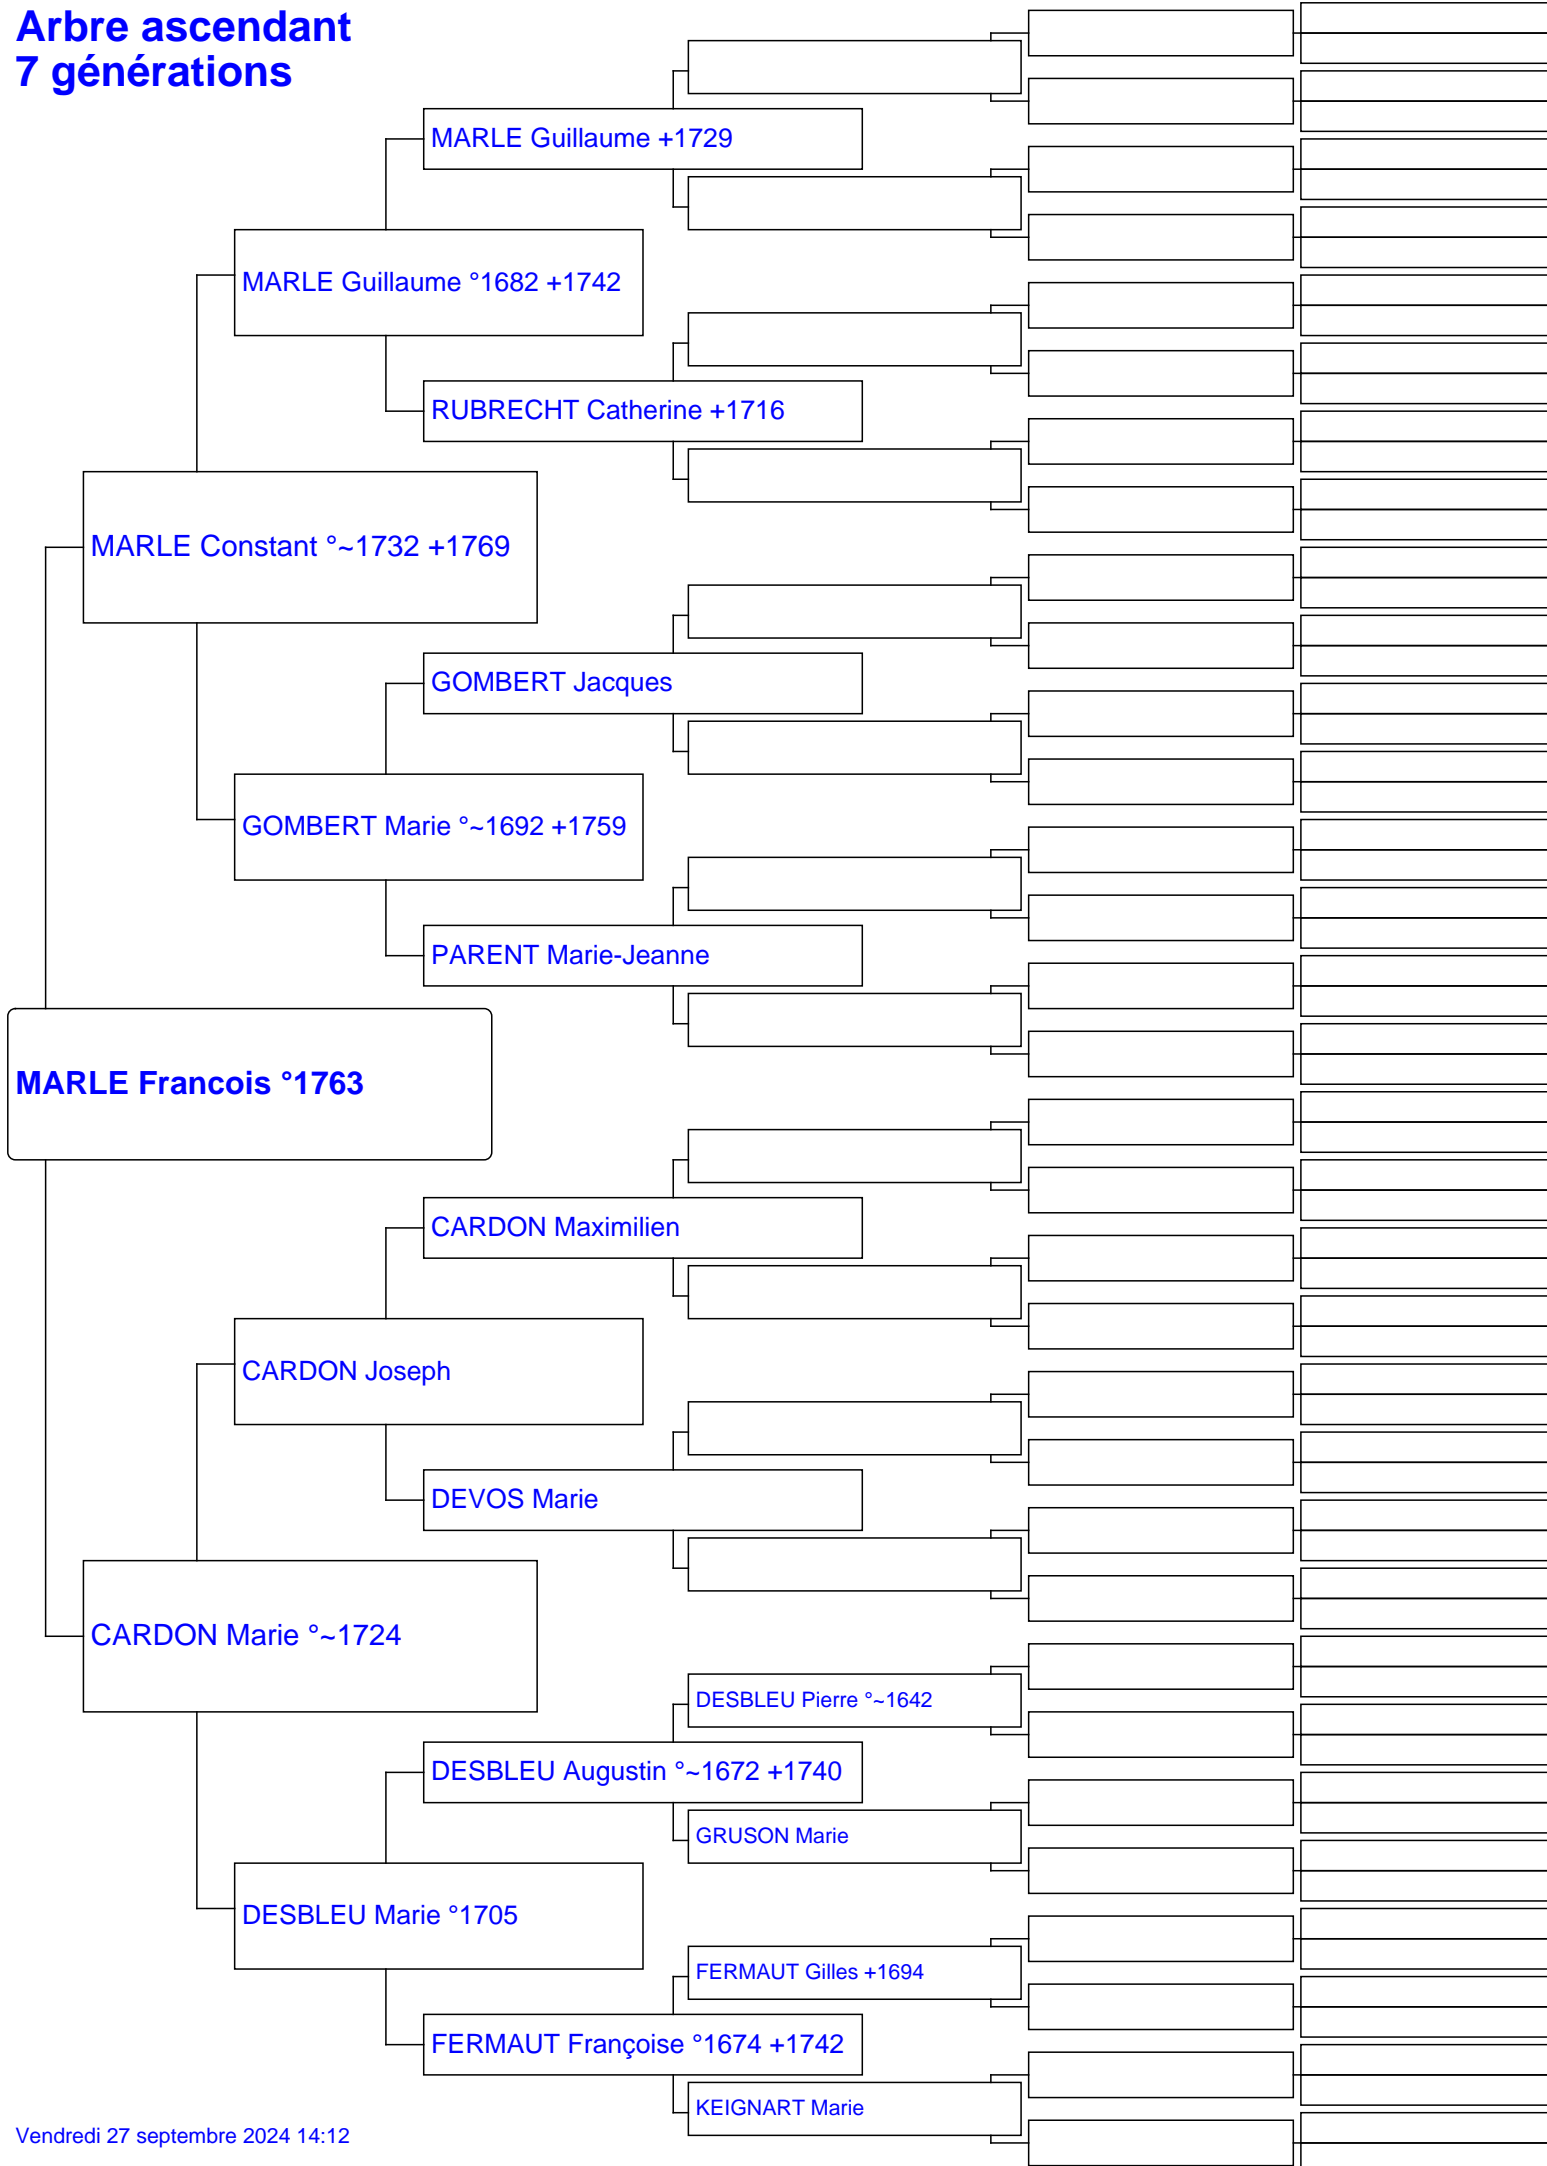 Arbre ascendant
7 générations
MARLE Guillaume +1729
MARLE Guillaume °1682 +1742
RUBRECHT Catherine +1716
MARLE Constant °~1732 +1769
GOMBERT Jacques
GOMBERT Marie °~1692 +1759
PARENT Marie-Jeanne
MARLE Francois °1763
CARDON Maximilien
CARDON Joseph
DEVOS Marie
CARDON Marie °~1724
DESBLEU Pierre °~1642
DESBLEU Augustin °~1672 +1740
GRUSON Marie
DESBLEU Marie °1705
FERMAUT Gilles +1694
FERMAUT Françoise °1674 +1742
KEIGNART Marie
Vendredi 27 septembre 2024 14:12